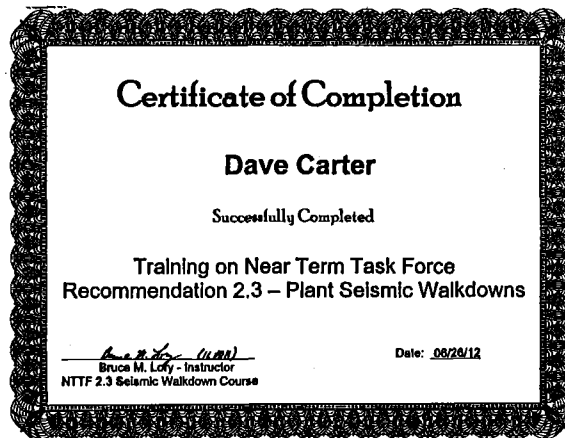 Certificate of Completion
Dave Carter
Successfully Completed
Training on Near Term Task Force
Recommendation 2.3 – Plant Seismic Walkdowns
Date: 06/26/12
Bruce M. Lory - Instructor
NTTF 2.3 Seismic Walkdown Course